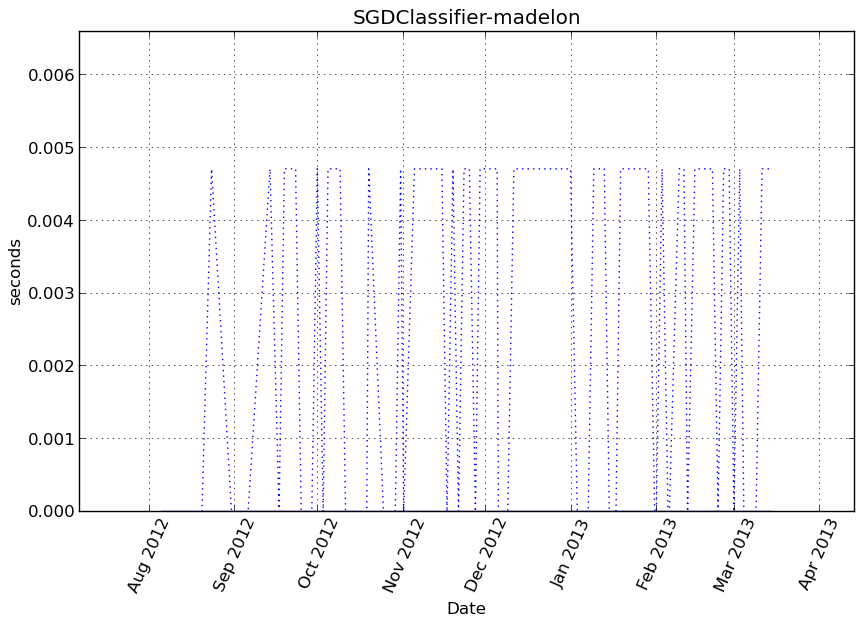 SGDClassifier-madelon
0.006
0.005
0.004
0.003
0.002
0.001
0.000
seconds
Aug 2012
Sep 2012
Oct 2012
Nov 2012
Dec 2012
Jan 2013
Feb 2013
Mar 2013
Apr 2013
Date